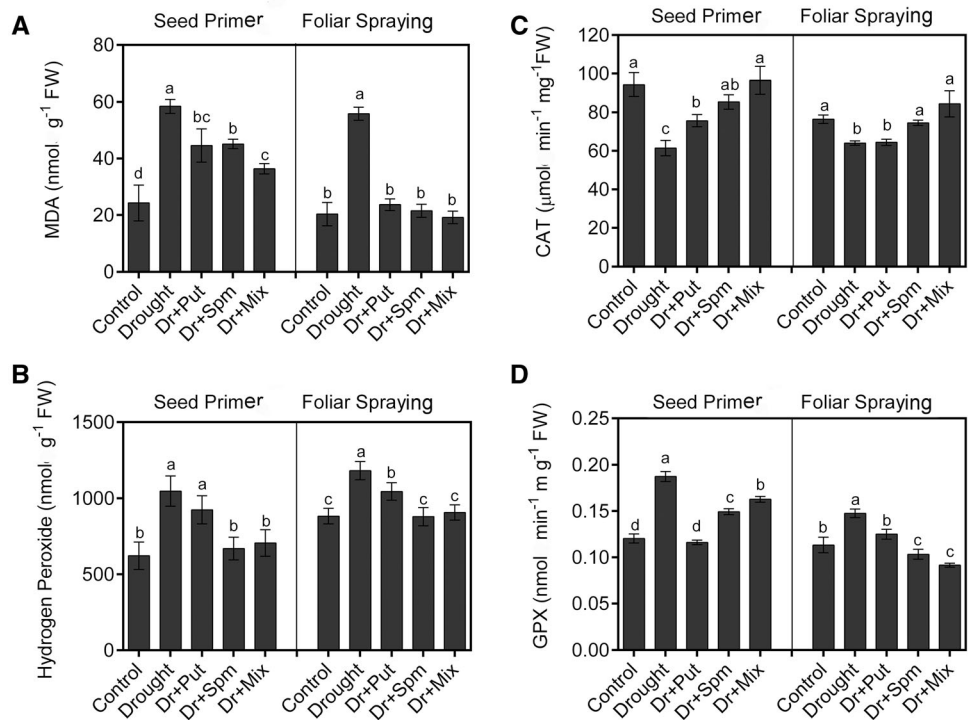 A
Seed Primer Foliar Spraying
MDA (nmol g⁻¹ FW)
80
60
40
20
0
d a bc b c b a b b b
Control Drought Dr+Put Dr+Spm Dr+Mix Control Drought Dr+Put Dr+Spm Dr+Mix
C
Seed Primer Foliar Spraying
CAT (μmol min⁻¹ mg⁻¹FW)
120
100
80
60
40
20
0
a c b ab a a b b a a
Control Drought Dr+Put Dr+Spm Dr+Mix Control Drought Dr+Put Dr+Spm Dr+Mix
B
Seed Primer Foliar Spraying
Hydrogen Peroxide (nmol g⁻¹ FW)
1500
1000
500
0
b a a b b c a b c c
Control Drought Dr+Put Dr+Spm Dr+Mix Control Drought Dr+Put Dr+Spm Dr+Mix
D
Seed Primer Foliar Spraying
GPX (nmol min⁻¹ m g⁻¹ FW)
0.25
0.20
0.15
0.10
0.05
0.00
d a d c b b a b c c
Control Drought Dr+Put Dr+Spm Dr+Mix Control Drought Dr+Put Dr+Spm Dr+Mix